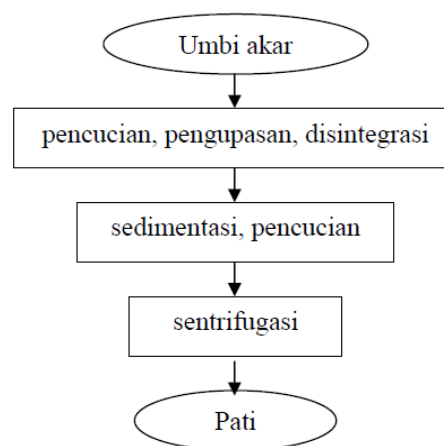 Umbi akar
pencucian, pengupasan, disintegrasi
sedimentasi, pencucian
sentrifugasi
Pati